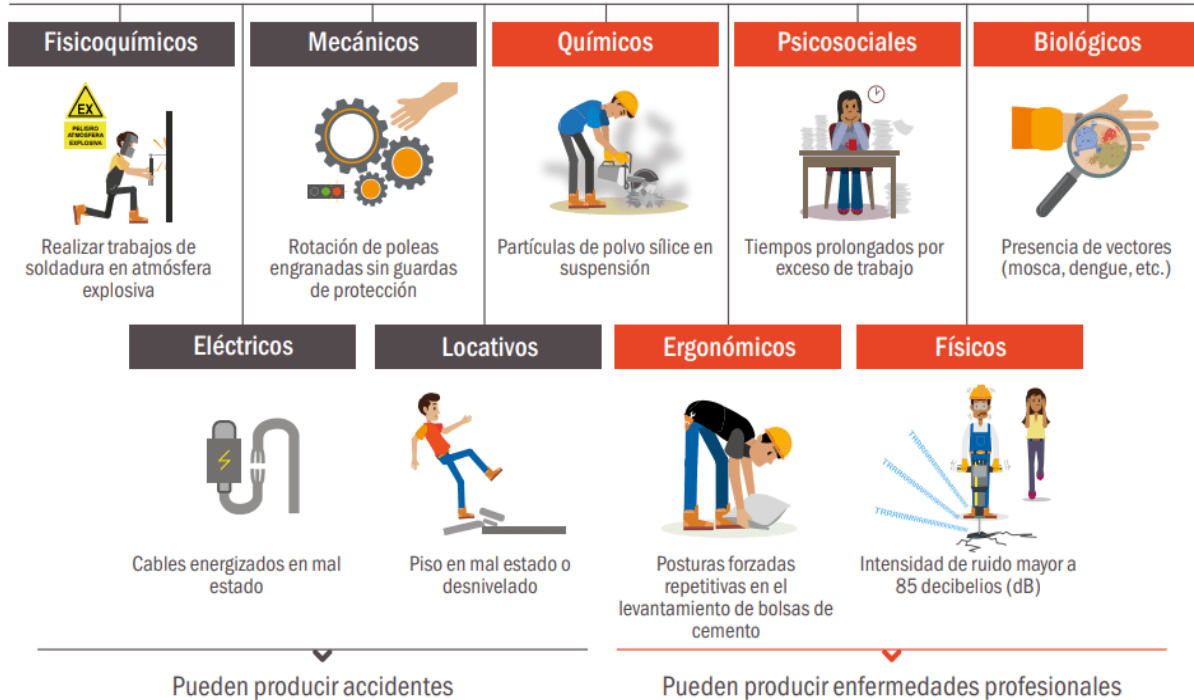 Fisicoquímicos
Mecánicos
Químicos
Psicosociales
Biológicos
EX
PELIGRO
ATMÓSFERA
EXPLOSIVA
Realizar trabajos de
soldadura en atmósfera
explosiva
Rotación de poleas
engranadas sin guardas
de protección
Partículas de polvo sílice en
suspensión
Tiempos prolongados por
exceso de trabajo
Presencia de vectores
(mosca, dengue, etc.)
Eléctricos
Locativos
Ergonómicos
Físicos
Cables energizados en mal
estado
Piso en mal estado o
desnivelado
Posturas forzadas
repetitivas en el
levantamiento de bolsas de
cemento
Intensidad de ruido mayor a
85 decibelios (dB)
Pueden producir accidentes
Pueden producir enfermedades profesionales